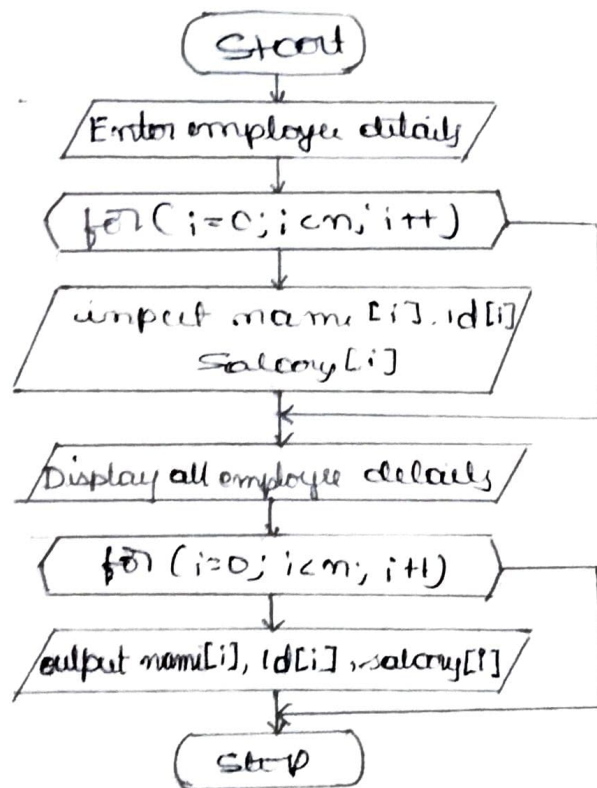 Start
Enter employee details
for ( i=0; i<n; i++)
input name[i], id[i]
Salary[i]
Display all employee details
for (i=0; i<n; i++)
output name[i], id[i], salary[i]
Stop